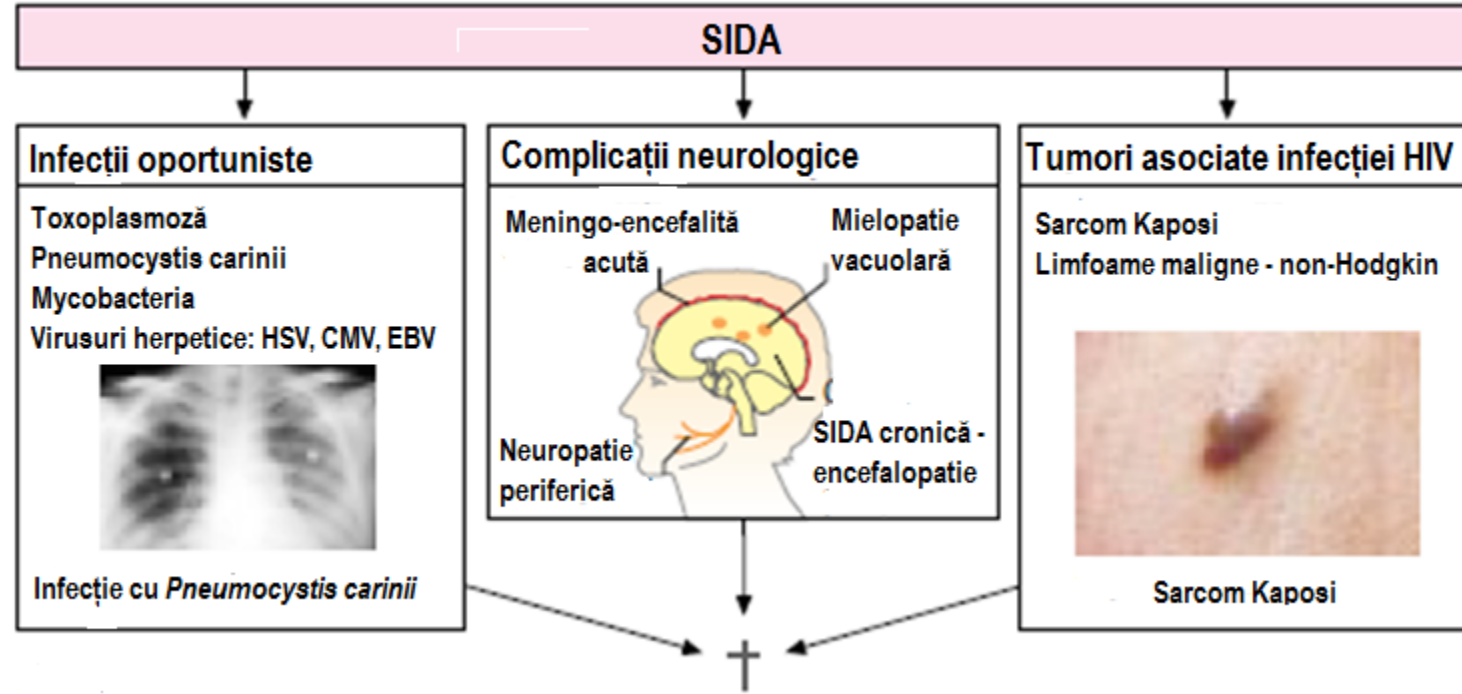 SIDA
Infecții oportuniste
Toxoplasmoză
Pneumocystis carinii
Mycobacteria
Virusuri herpetice: HSV, CMV, EBV
Infecție cu Pneumocystis carinii
Complicații neurologice
Meningo-encefalită
acută
Mielopatie
vacuolară
Neuropatie
periferică
SIDA cronică -
encefalopatie
Tumori asociate infecției HIV
Sarcom Kaposi
Limfoame maligne - non-Hodgkin
Sarcom Kaposi